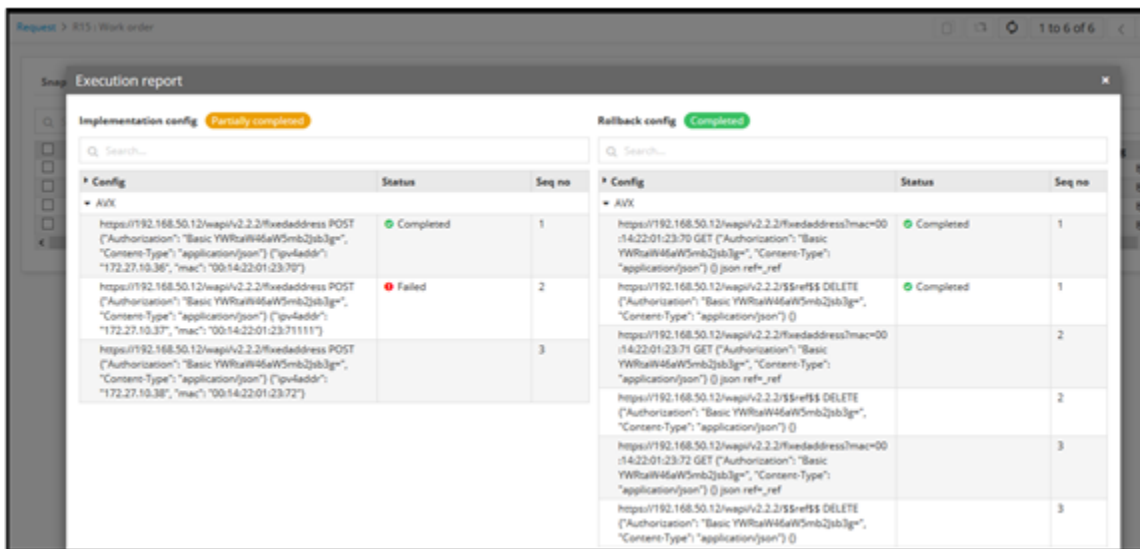 Request > R15 : Work order
1 to 6 of 6
Snap
Execution report
Implementation config Partially completed
Search...
Config Status Seq no
AVX
https://192.168.50.12/wapi/v2.2.2/fixedaddress POST Completed 1
{"Authorization": "Basic YWRtaW46aW5mb2Jsb3g=",
"Content-Type": "application/json"} {"ipv4addr":
"172.27.10.36", "mac": "00:14:22:01:23:70"}
https://192.168.50.12/wapi/v2.2.2/fixedaddress POST Failed 2
{"Authorization": "Basic YWRtaW46aW5mb2Jsb3g=",
"Content-Type": "application/json"} {"ipv4addr":
"172.27.10.37", "mac": "00:14:22:01:23:71111"}
https://192.168.50.12/wapi/v2.2.2/fixedaddress POST 3
{"Authorization": "Basic YWRtaW46aW5mb2Jsb3g=",
"Content-Type": "application/json"} {"ipv4addr":
"172.27.10.38", "mac": "00:14:22:01:23:72"}
Rollback config Completed
Search...
Config Status Seq no
AVX
https://192.168.50.12/wapi/v2.2.2/fixedaddress?mac=00 Completed 1
:14:22:01:23:70 GET {"Authorization": "Basic
YWRtaW46aW5mb2Jsb3g=", "Content-Type":
"application/json"} {} json ref=_ref
https://192.168.50.12/wapi/v2.2.2/$$ref$$ DELETE Completed 1
{"Authorization": "Basic YWRtaW46aW5mb2Jsb3g=",
"Content-Type": "application/json"} {}
https://192.168.50.12/wapi/v2.2.2/fixedaddress?mac=00 2
:14:22:01:23:71 GET {"Authorization": "Basic
YWRtaW46aW5mb2Jsb3g=", "Content-Type":
"application/json"} {} json ref=_ref
https://192.168.50.12/wapi/v2.2.2/$$ref$$ DELETE 2
{"Authorization": "Basic YWRtaW46aW5mb2Jsb3g=",
"Content-Type": "application/json"} {}
https://192.168.50.12/wapi/v2.2.2/fixedaddress?mac=00 3
:14:22:01:23:72 GET {"Authorization": "Basic
YWRtaW46aW5mb2Jsb3g=", "Content-Type":
"application/json"} {} json ref=_ref
https://192.168.50.12/wapi/v2.2.2/$$ref$$ DELETE 3
{"Authorization": "Basic YWRtaW46aW5mb2Jsb3g=",
"Content-Type": "application/json"} {}